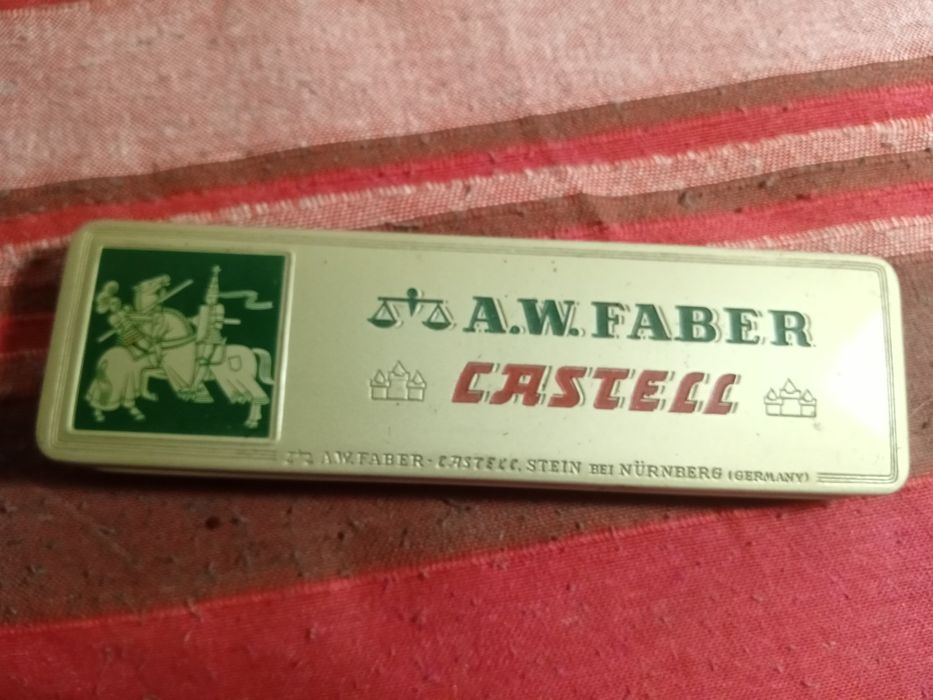 A.W. FABER
CASTELL
A.W. FABER-CASTELL, STEIN BEI NÜRNBERG (GERMANY)